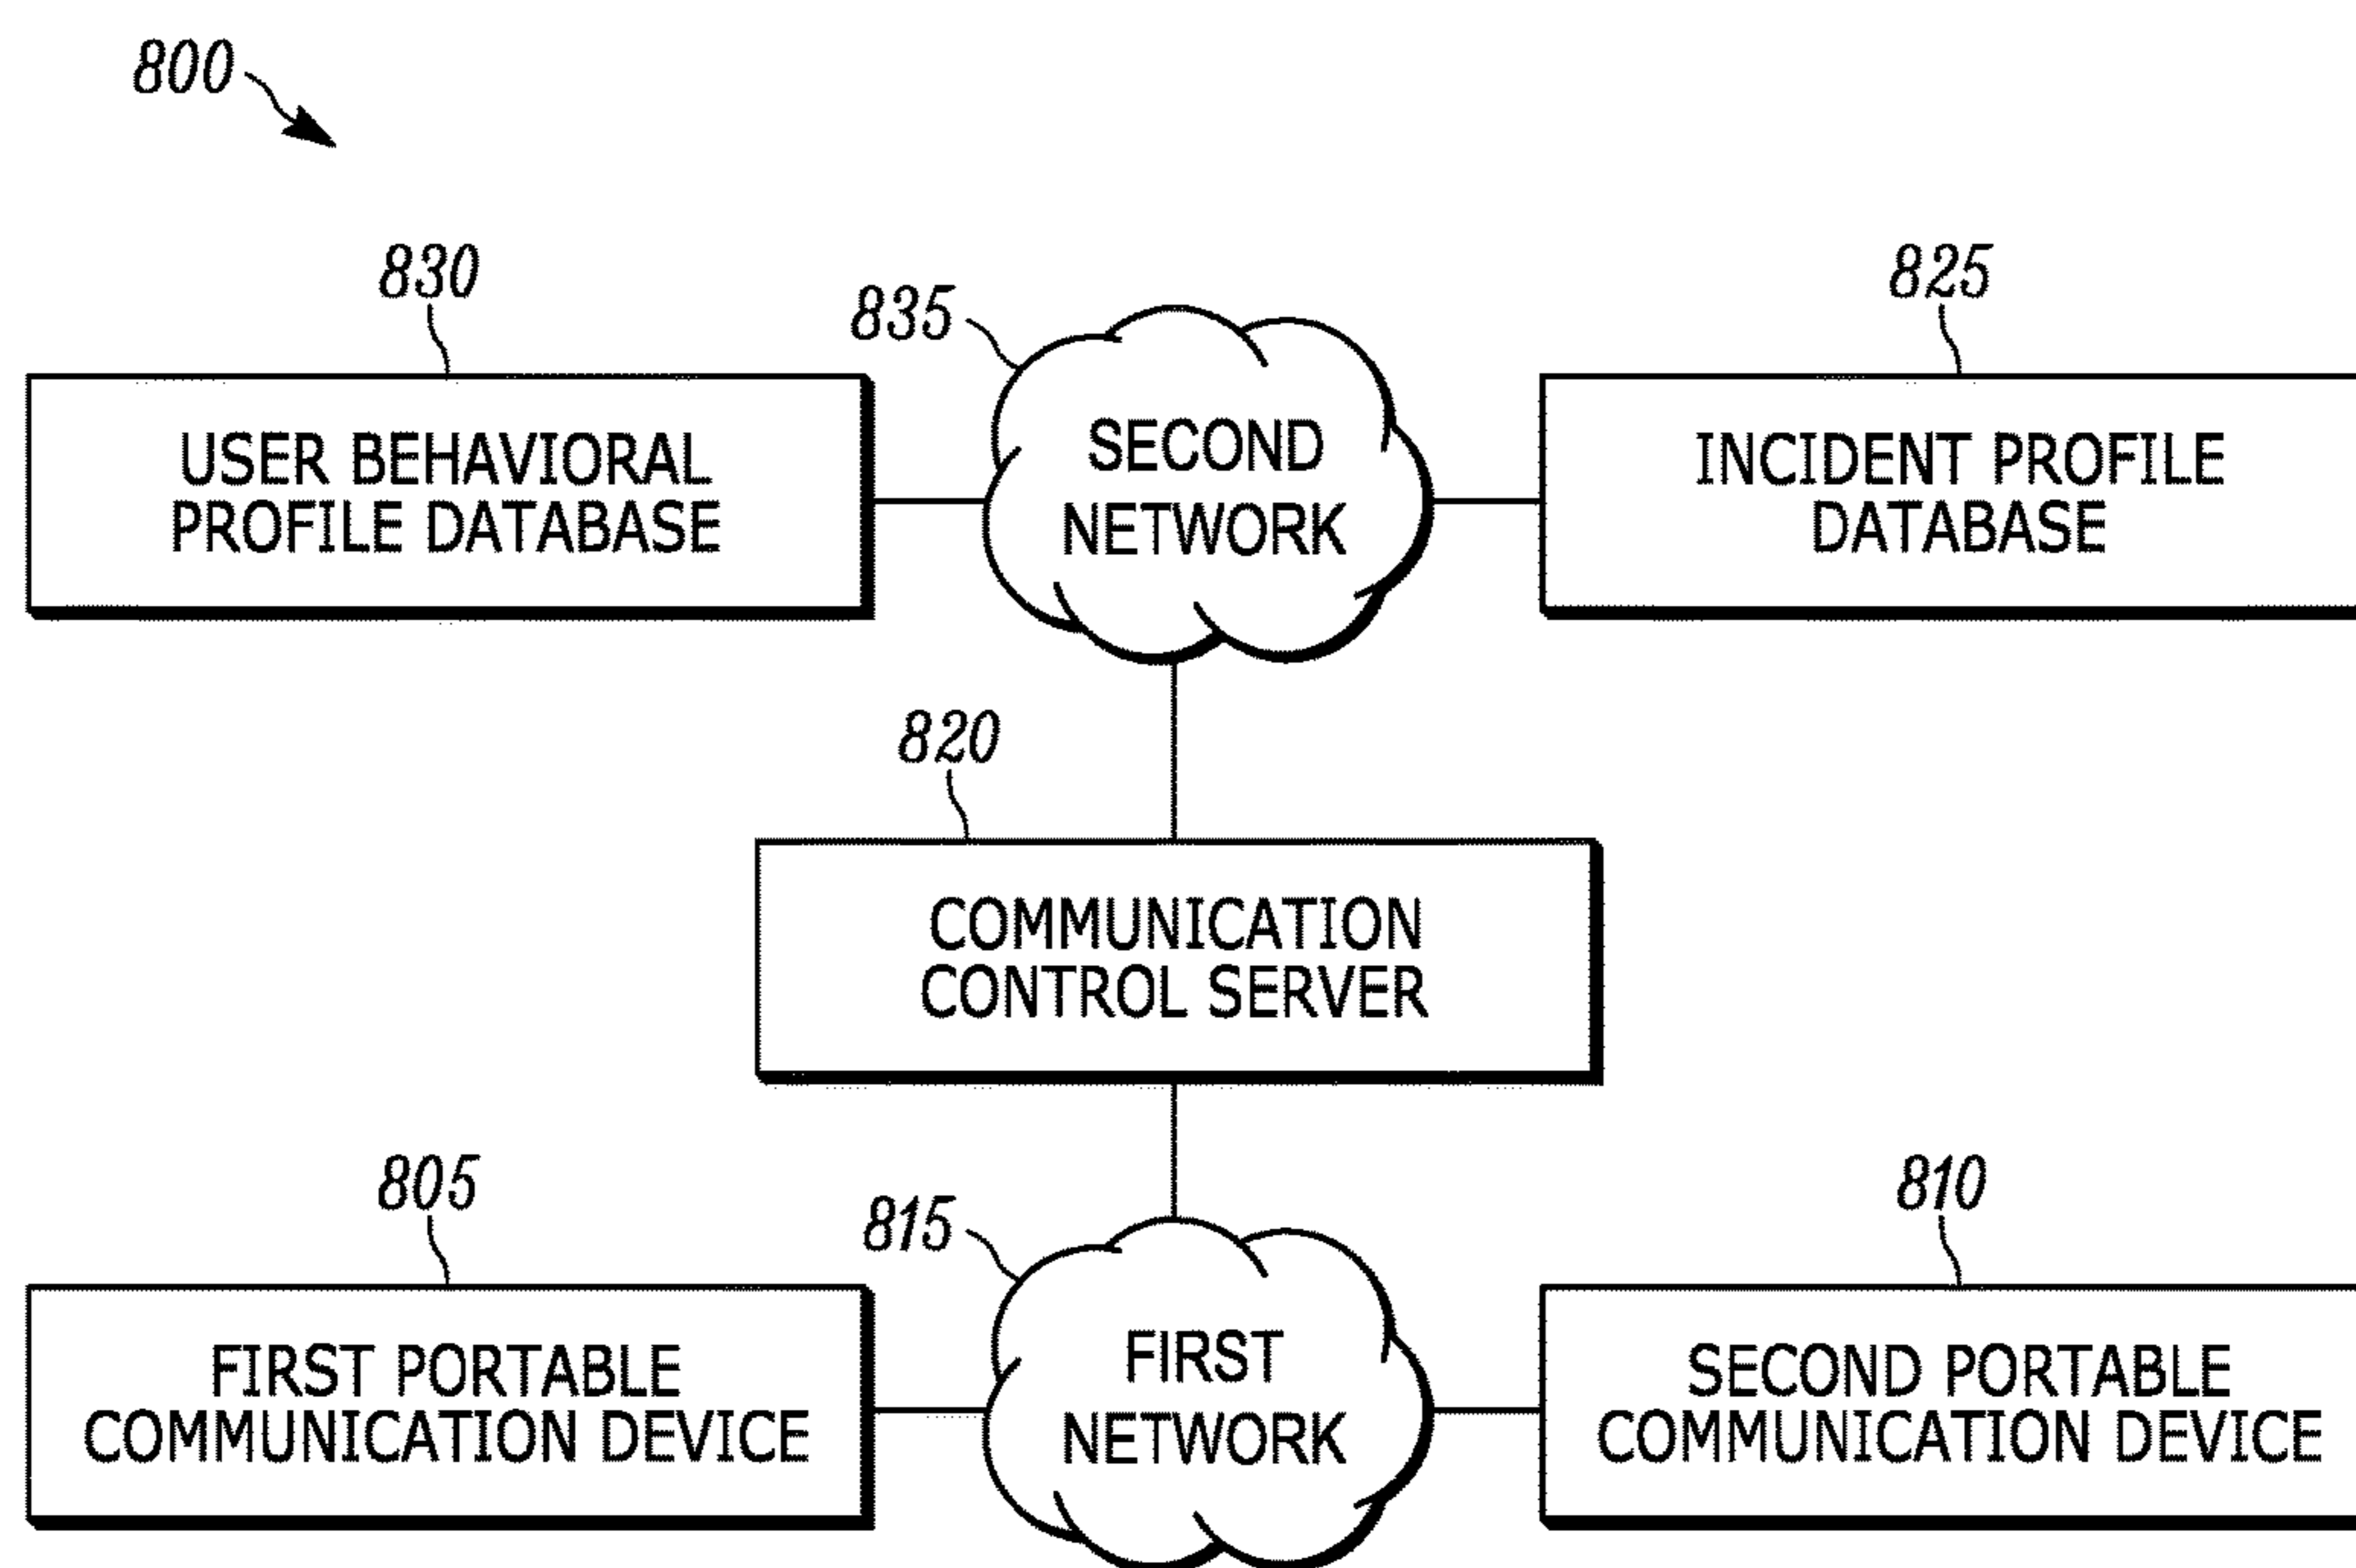 800
830
835
825
USER BEHAVIORAL
PROFILE DATABASE
SECOND
NETWORK
INCIDENT PROFILE
DATABASE
820
COMMUNICATION
CONTROL SERVER
805
815
810
FIRST PORTABLE
COMMUNICATION DEVICE
FIRST
NETWORK
SECOND PORTABLE
COMMUNICATION DEVICE